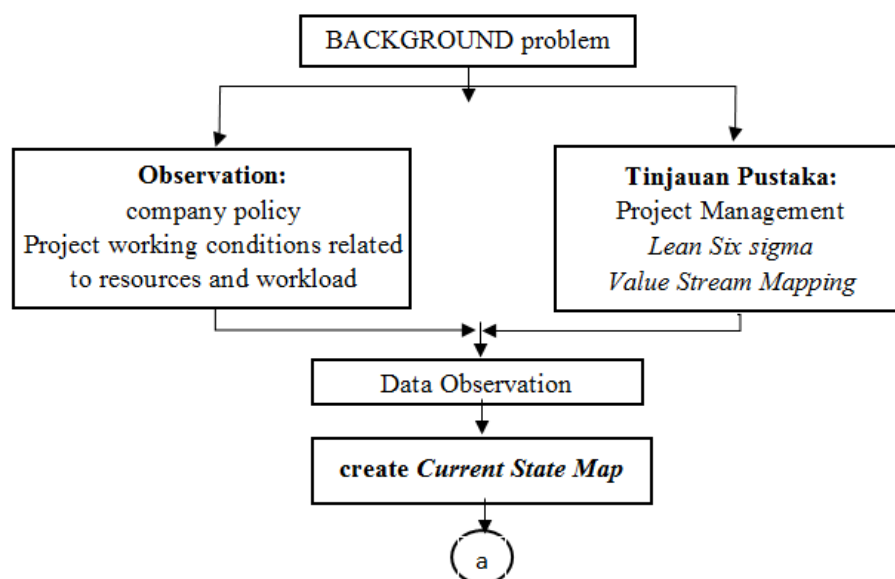 BACKGROUND problem
Observation:
company policy
Project working conditions related
to resources and workload
Tinjauan Pustaka:
Project Management
Lean Six sigma
Value Stream Mapping
Data Observation
create Current State Map
a